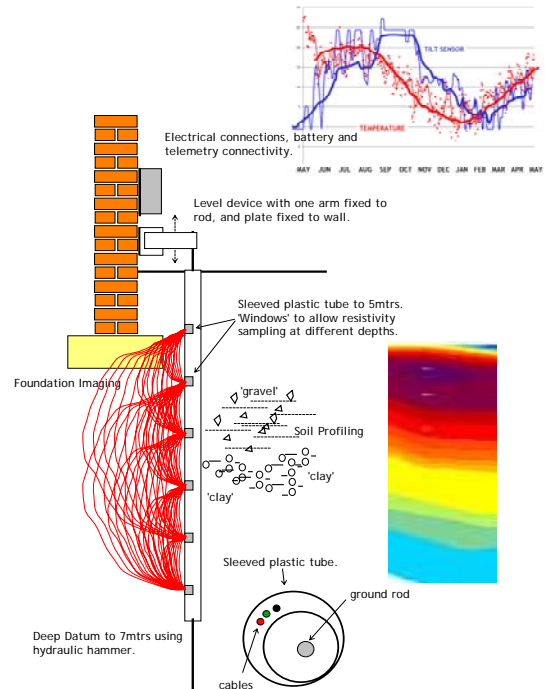 TILT SENSOR
TEMPERATURE
MAY JUN JUL AUG SEP OCT NOV DEC JAN FEB MAR APR MAY
Electrical connections, battery and
telemetry connectivity.
Level device with one arm fixed to
rod, and plate fixed to wall.
Sleeved plastic tube to 5mtrs.
'Windows' to allow resistivity
sampling at different depths.
Foundation Imaging
'gravel'
Soil Profiling
'clay'
'clay'
Sleeved plastic tube.
ground rod
Deep Datum to 7mtrs using
hydraulic hammer.
cables